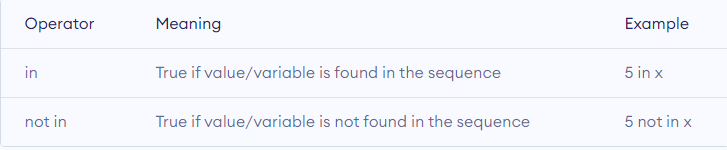 Operator Meaning Example
in True if value/variable is found in the sequence 5 in x
not in True if value/variable is not found in the sequence 5 not in x